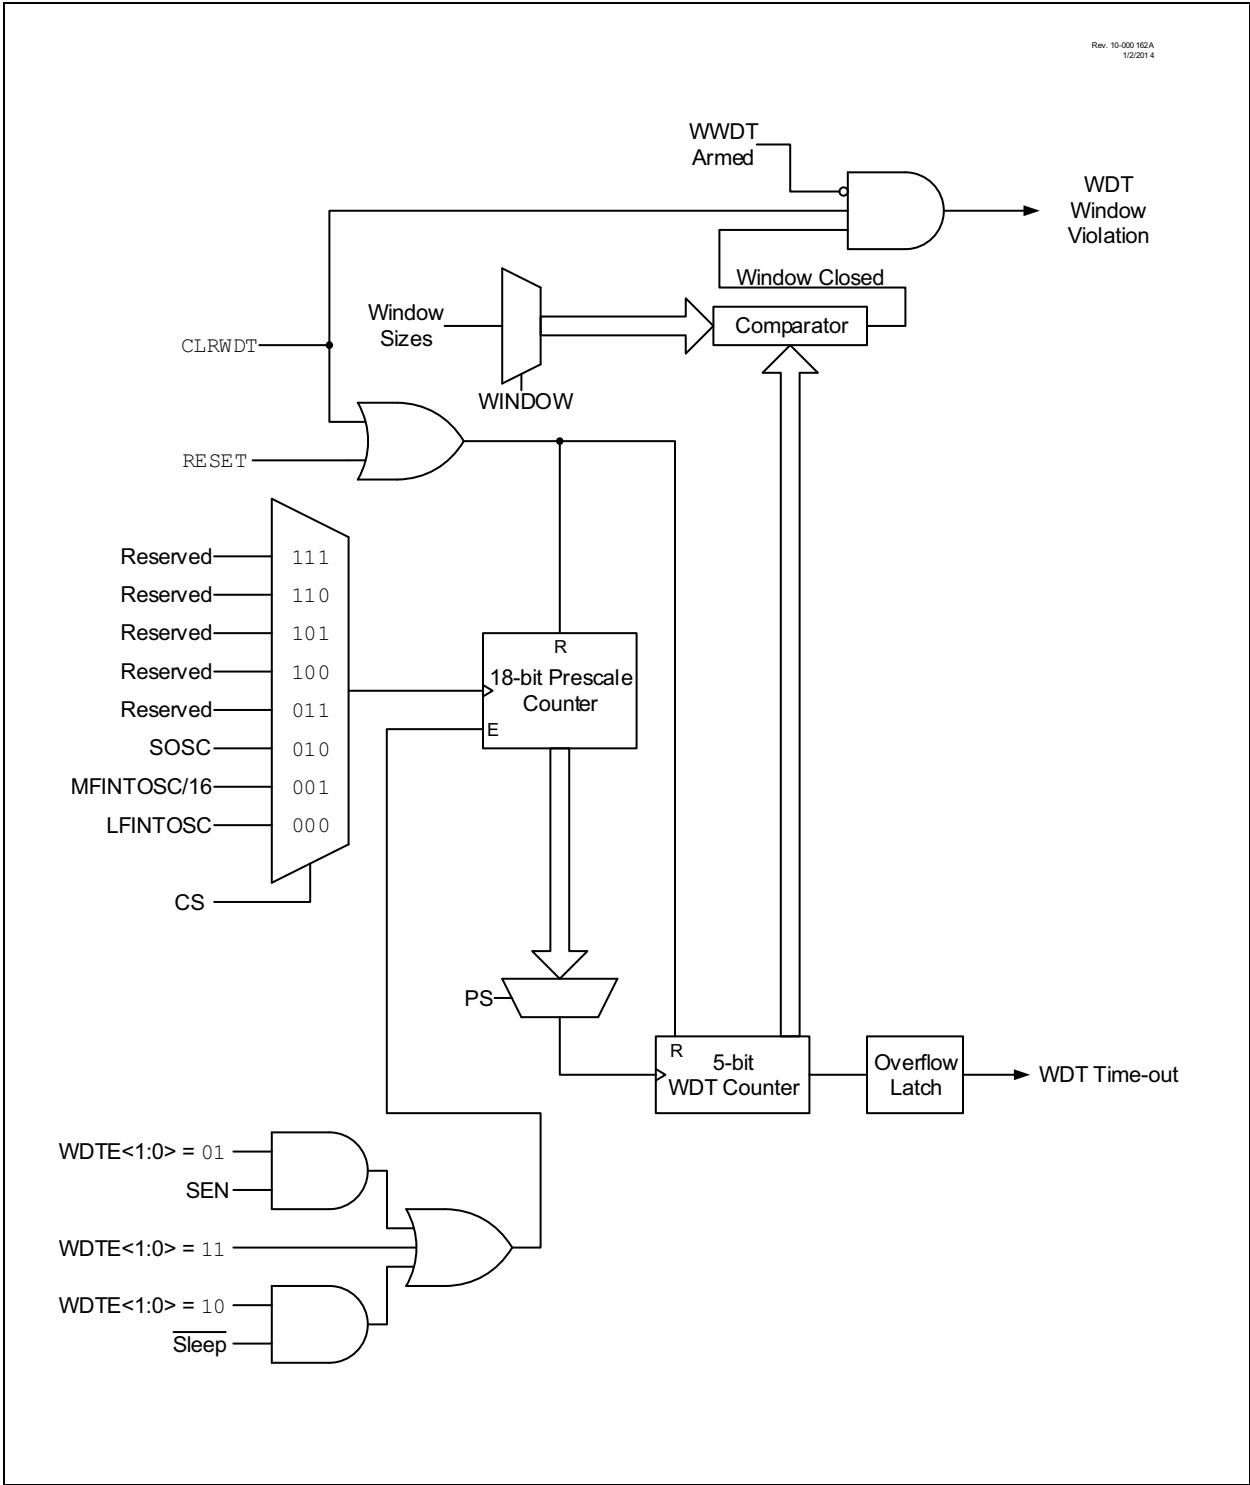 Rev. 10-000 162A
1/2/201 4
WWDT
Armed
WDT
Window
Violation
Window Closed
Window
Sizes
Comparator
CLRWDT
WINDOW
RESET
Reserved 111
Reserved 110
Reserved 101
Reserved 100
Reserved 011
SOSC 010
MFINTOSC/16 001
LFINTOSC 000
CS
R
18-bit Prescale
Counter
E
PS
R
5-bit
WDT Counter
Overflow
Latch
WDT Time-out
WDTE<1:0> = 01
SEN
WDTE<1:0> = 11
WDTE<1:0> = 10
Sleep